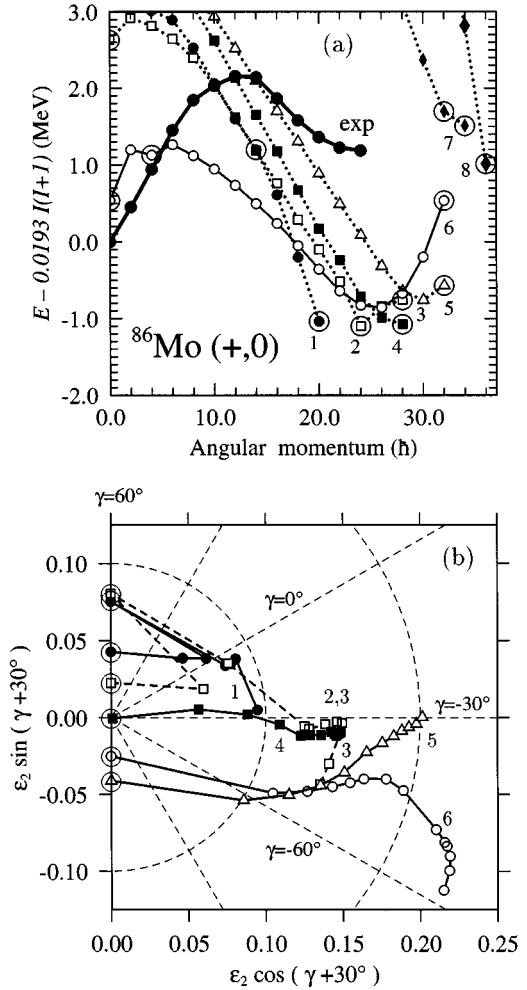 (a)
3.0
2.0
1.0
0.0
-1.0
-2.0
E - 0.0193 I(I+1) (MeV)
exp
7
8
6
5
3
4
2
1
⁸⁶Mo (+,0)
0.0
10.0
20.0
30.0
Angular momentum (ħ)
γ=60°
(b)
0.10
0.05
0.00
-0.05
-0.10
ε₂ sin ( γ +30° )
γ=0°
γ=-30°
γ=-60°
1
2,3
4
3
5
6
0.00
0.05
0.10
0.15
0.20
0.25
ε₂ cos ( γ +30° )